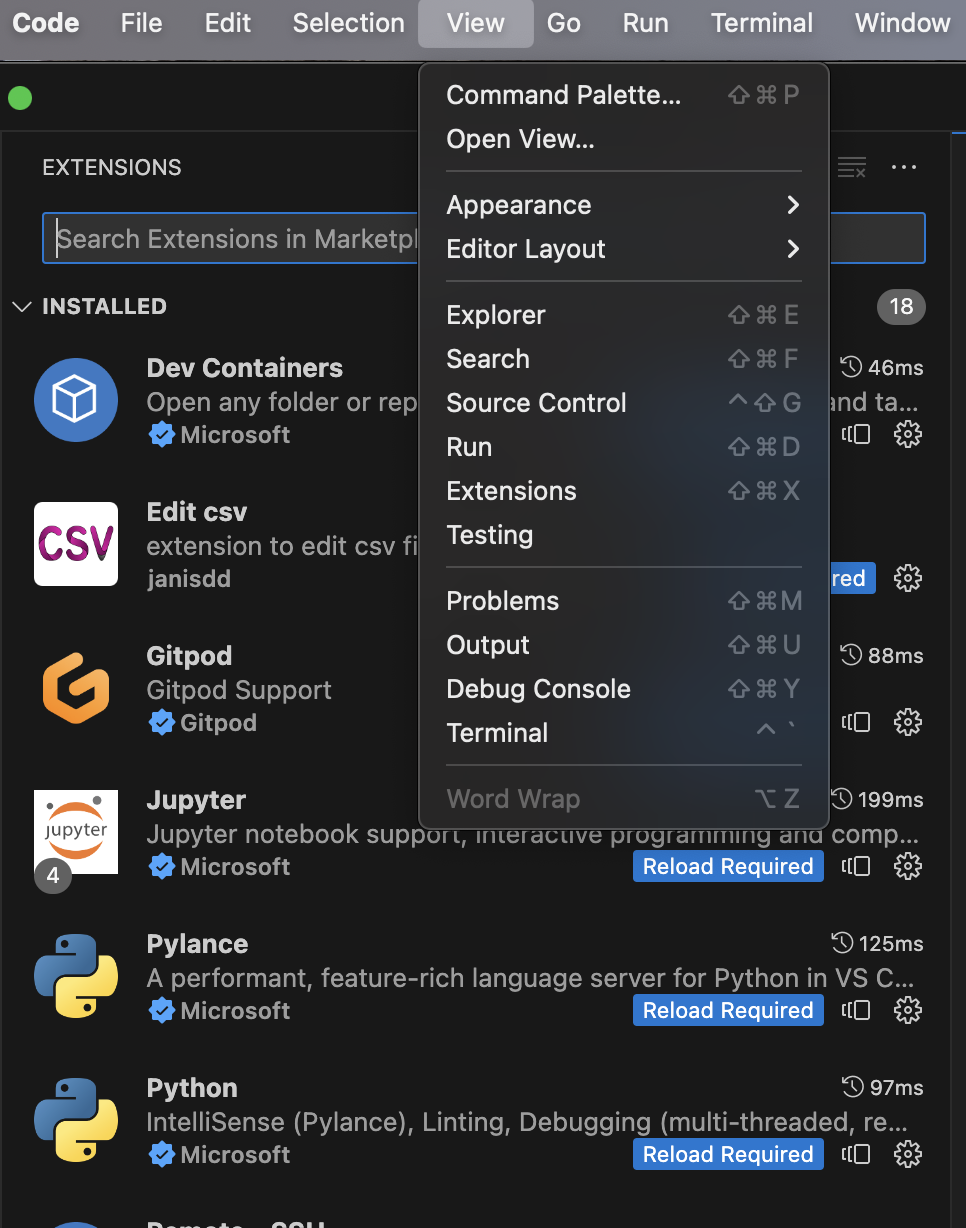 Code File Edit Selection View Go Run Terminal Window
Command Palette... ⇧⌘P
Open View...
Appearance
Editor Layout
Explorer ⇧⌘E
Search ⇧⌘F
Source Control ^⇧G
Run ⇧⌘D
Extensions ⇧⌘X
Testing
Problems ⇧⌘M
Output ⇧⌘U
Debug Console ⇧⌘Y
Terminal ^`
Word Wrap ⌥Z
EXTENSIONS
Search Extensions in Marketpl
INSTALLED 18
Dev Containers 46ms
Open any folder or rep and ta...
Microsoft
Edit csv
CSV
extension to edit csv fi
janisdd red
Gitpod 88ms
Gitpod Support
Gitpod
Jupyter 199ms
jupyter
Jupyter notebook support, interactive programming and comp...
4
Microsoft Reload Required
Pylance 125ms
A performant, feature-rich language server for Python in VS C...
Microsoft Reload Required
Python 97ms
IntelliSense (Pylance), Linting, Debugging (multi-threaded, re...
Microsoft Reload Required
Remote - SSH